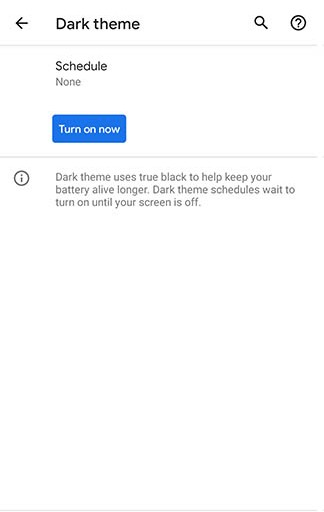 Dark theme
Schedule
None
Turn on now
Dark theme uses true black to help keep your
battery alive longer. Dark theme schedules wait to
turn on until your screen is off.